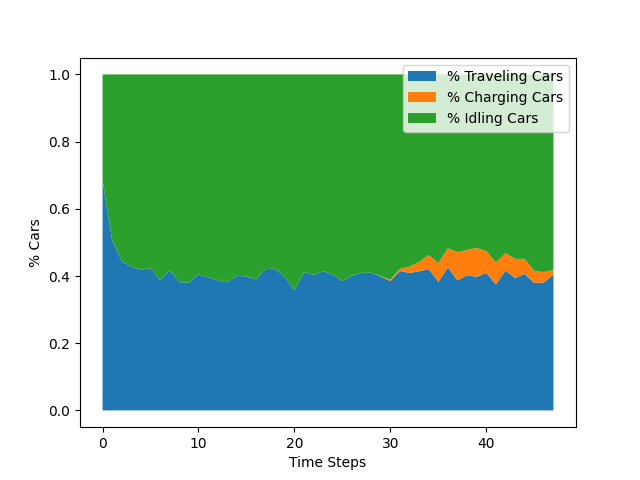 % Traveling Cars
% Charging Cars
% Idling Cars
1.0
0.8
0.6
0.4
0.2
0.0
% Cars
0 10 20 30 40
Time Steps